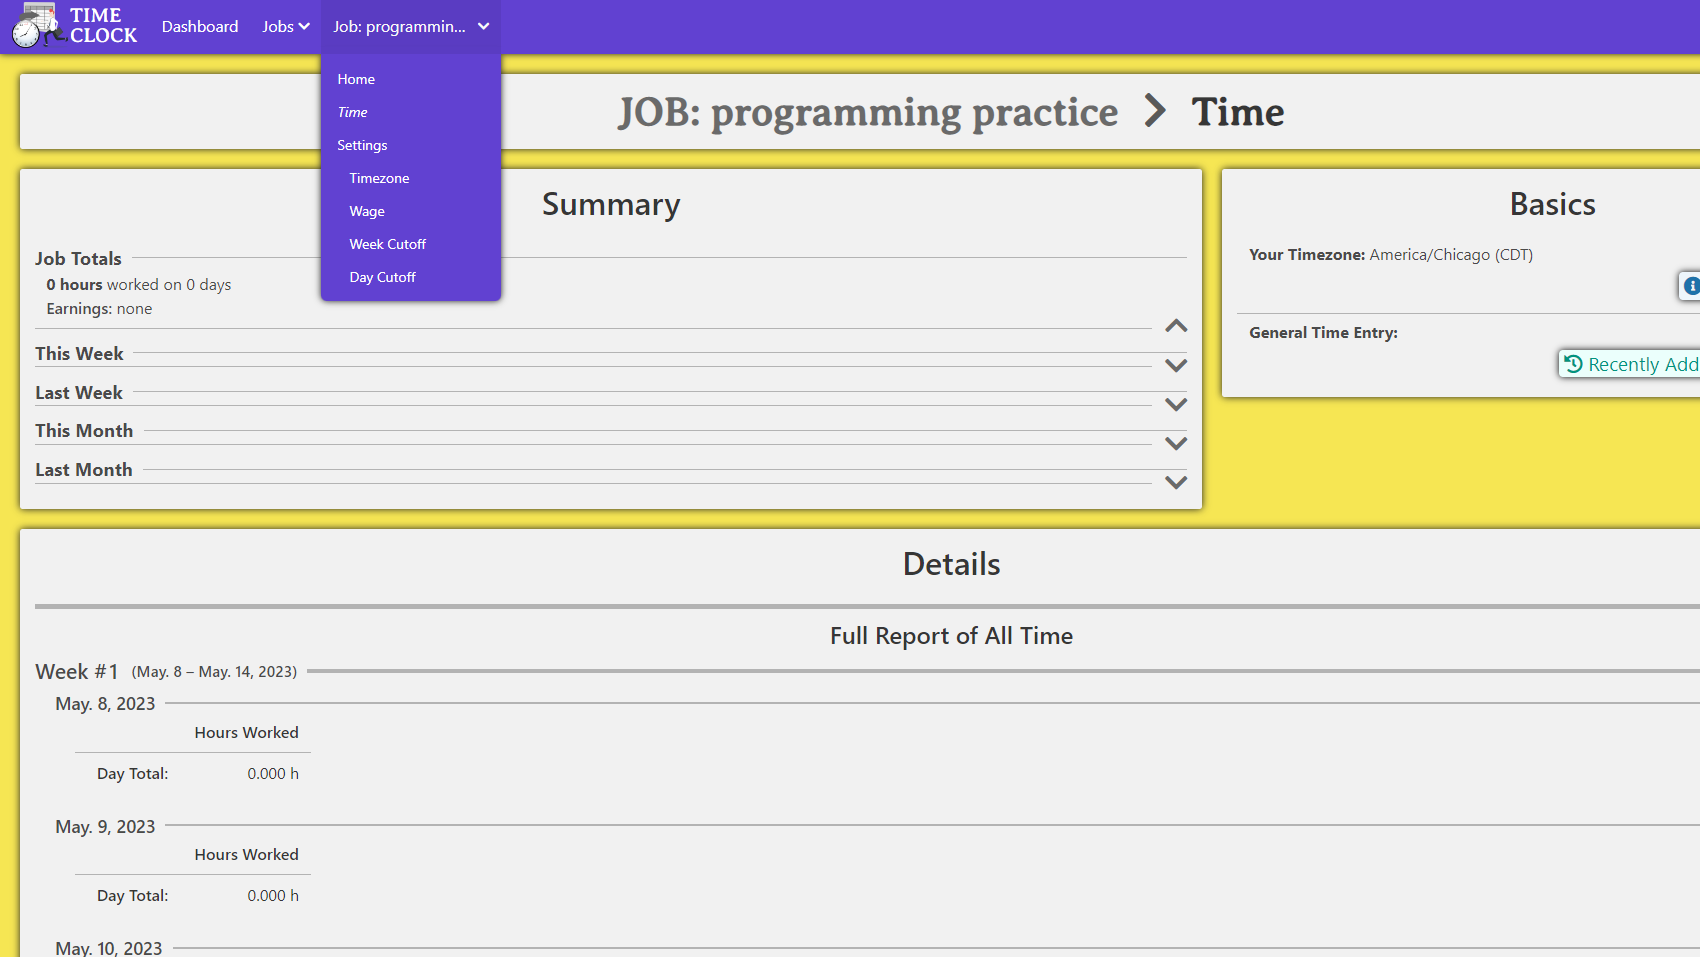 TIME
CLOCK
Dashboard
Jobs
Job: programmin...
Home
Time
Settings
Timezone
Wage
Week Cutoff
Day Cutoff
JOB: programming practice > Time
Summary
Job Totals
0 hours worked on 0 days
Earnings: none
This Week
Last Week
This Month
Last Month
Basics
Your Timezone: America/Chicago (CDT)
General Time Entry:
Recently Add
Details
Full Report of All Time
Week #1 (May. 8 – May. 14, 2023)
May. 8, 2023
Hours Worked
Day Total: 0.000 h
May. 9, 2023
Hours Worked
Day Total: 0.000 h
May. 10, 2023